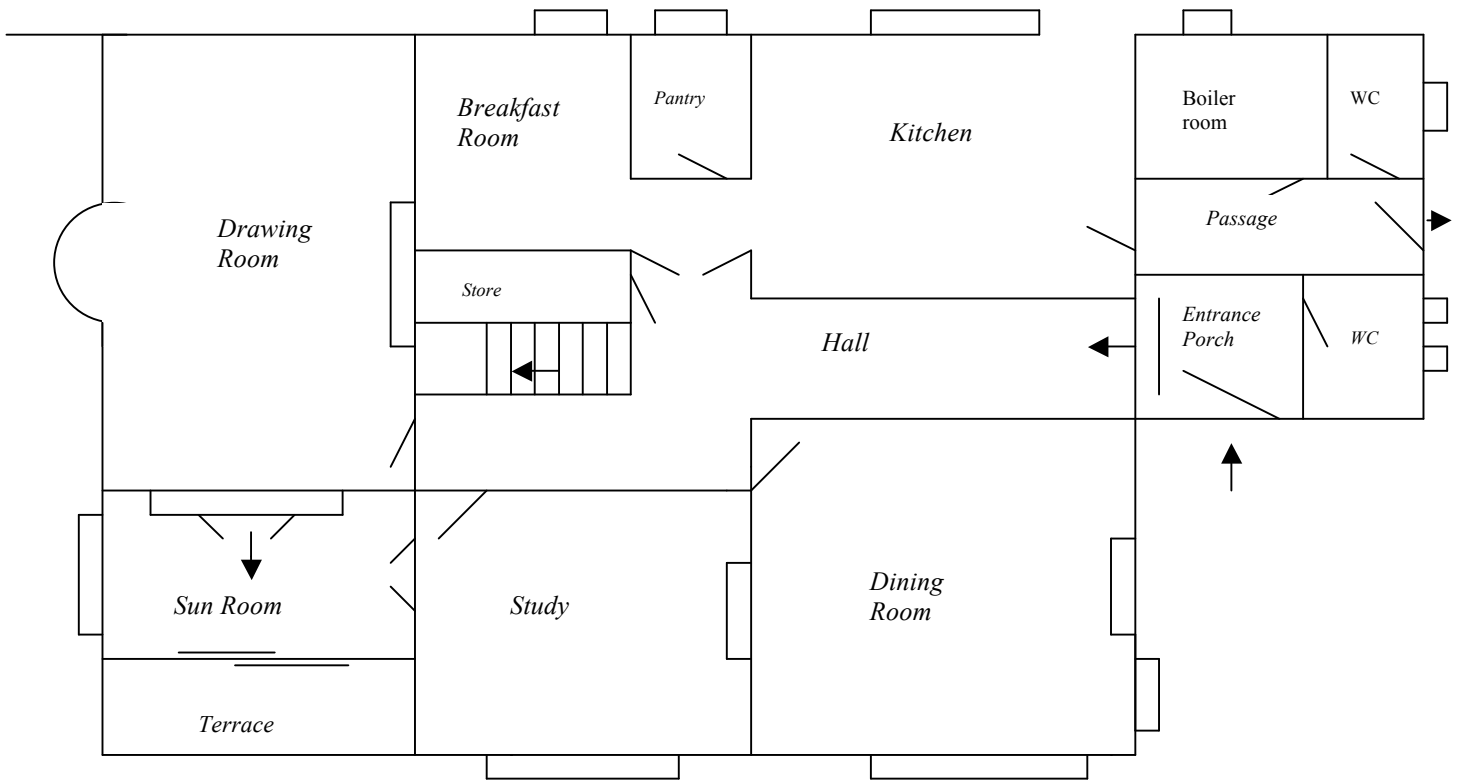 Breakfast
Room
Pantry
Kitchen
Boiler
room
WC
Drawing
Room
Passage
Store
Hall
Entrance
Porch
WC
Sun Room
Study
Dining
Room
Terrace